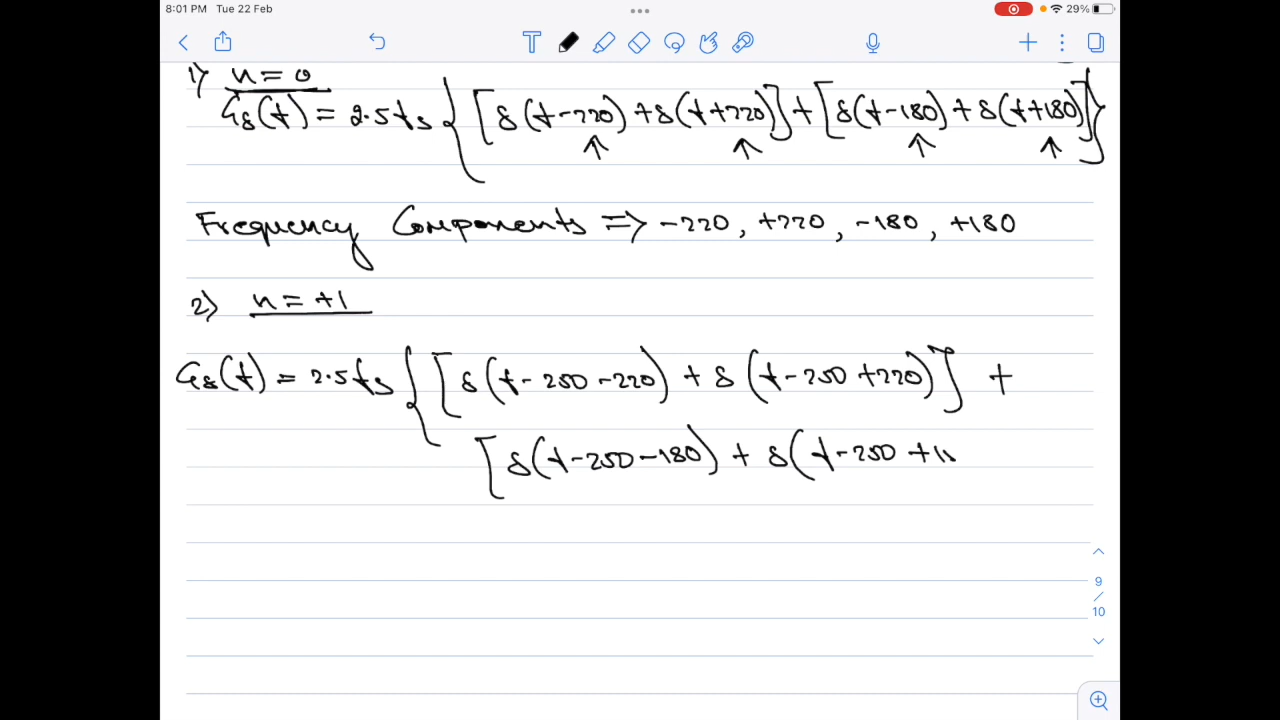 8:01 PM Tue 22 Feb
29%
1) n = 0
Gδ(f) = 2.5fs { [δ(f-220) + δ(f+220)] + [δ(f-180) + δ(f+180)] }
Frequency Components => -220, +220, -180, +180
2) n = +1
Gδ(f) = 2.5fs { [δ(f-250-220) + δ(f-250+220)] +
[δ(f-250-180) + δ(f-250+1
9
/
10